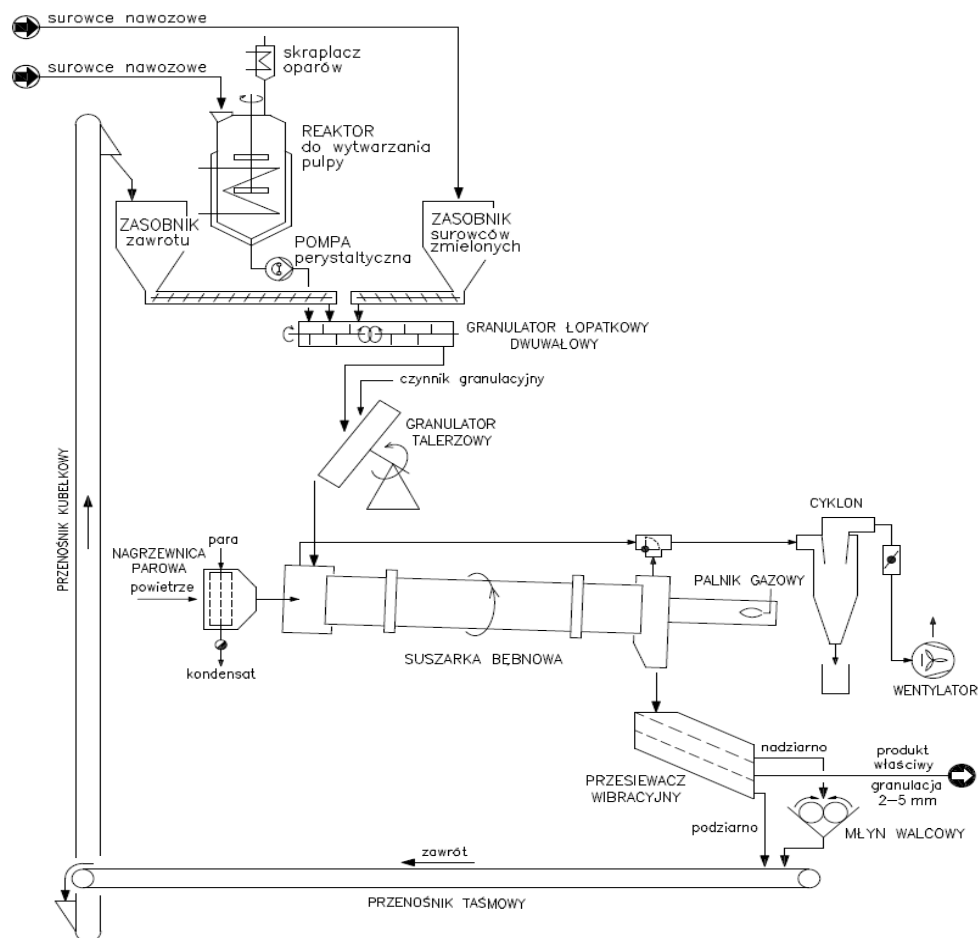 surowce nawozowe
surowce nawozowe
skraplacz
oparów
REAKTOR
do wytwarzania
pulpy
ZASOBNIK
zawrotu
ZASOBNIK
surowców
zmielonych
POMPA
perystaltyczna
GRANULATOR ŁOPATKOWY
DWUWAŁOWY
czynnik granulacyjny
GRANULATOR
TALERZOWY
PRZENOŚNIK KUBEŁKOWY
NAGRZEWNICA
PAROWA
para
powietrze
kondensat
SUSZARKA BĘBNOWA
PALNIK GAZOWY
CYKLON
WENTYLATOR
PRZESIEWACZ
WIBRACYJNY
nadziarno
produkt
właściwy
granulacja
2-5 mm
podziarno
MŁYN WALCOWY
zawrót
PRZENOŚNIK TAŚMOWY